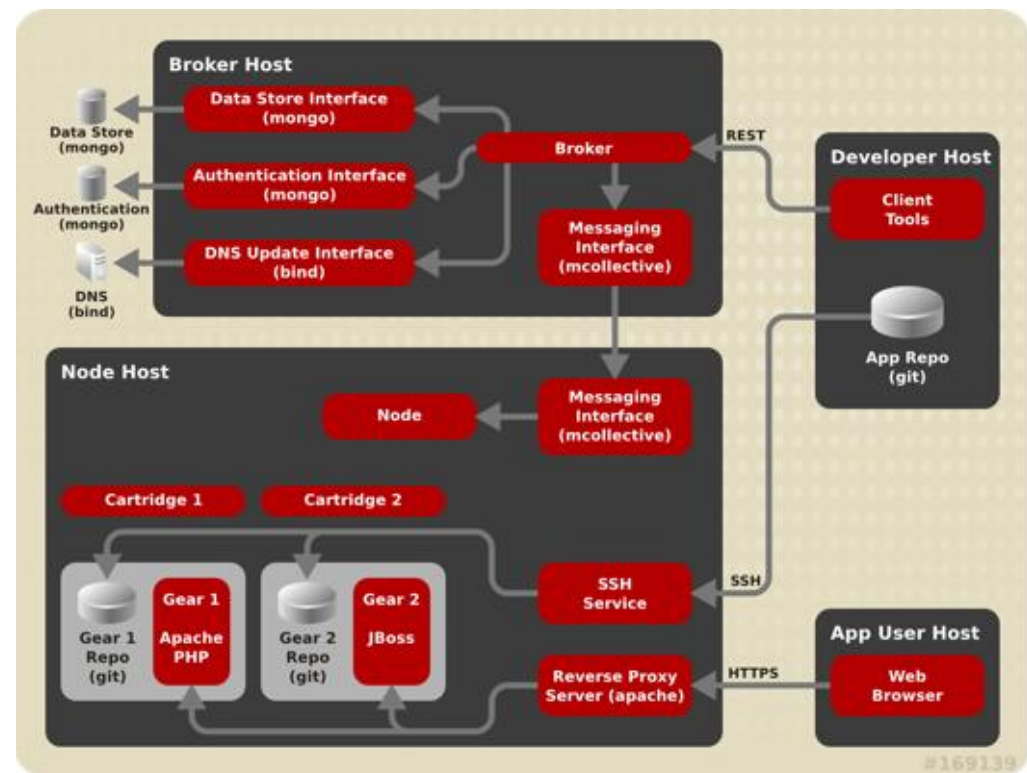 Broker Host
Data Store Interface
(mongo)
Data Store
(mongo)
Broker
REST
Authentication Interface
(mongo)
Authentication
(mongo)
Messaging
Interface
(mcollective)
DNS Update Interface
(bind)
DNS
(bind)
Developer Host
Client
Tools
App Repo
(git)
Node Host
Messaging
Interface
(mcollective)
Node
Cartridge 1
Cartridge 2
SSH
Service
SSH
Gear 1
Repo
(git)
Gear 1
Apache
PHP
Gear 2
Repo
(git)
Gear 2
JBoss
Reverse Proxy
Server (apache)
HTTPS
App User Host
Web
Browser
#169139